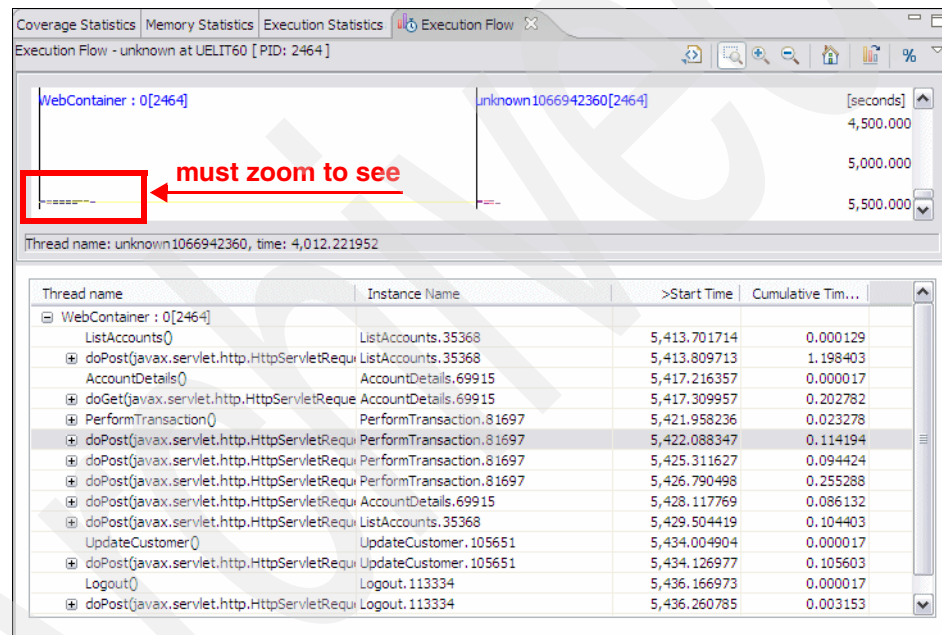 Coverage Statistics Memory Statistics Execution Statistics Execution Flow
Execution Flow - unknown at UELIT60 [ PID: 2464 ]
%
WebContainer : 0[2464] unknown1066942360[2464] [seconds]
4,500.000
must zoom to see
5,000.000
5,500.000
Thread name: unknown1066942360, time: 4,012.221952
Thread name Instance Name >Start Time Cumulative Tim...
WebContainer : 0[2464]
ListAccounts() ListAccounts.35368 5,413.701714 0.000129
doPost(javax.servlet.http.HttpServletRequ ListAccounts.35368 5,413.809713 1.198403
AccountDetails() AccountDetails.69915 5,417.216357 0.000017
doGet(javax.servlet.http.HttpServletReque AccountDetails.69915 5,417.309957 0.202782
PerformTransaction() PerformTransaction.81697 5,421.958236 0.023278
doPost(javax.servlet.http.HttpServletRequ PerformTransaction.81697 5,422.088347 0.114194
doPost(javax.servlet.http.HttpServletRequ PerformTransaction.81697 5,425.311627 0.094424
doPost(javax.servlet.http.HttpServletRequ PerformTransaction.81697 5,426.790498 0.255288
doPost(javax.servlet.http.HttpServletRequ AccountDetails.69915 5,428.117769 0.086132
doPost(javax.servlet.http.HttpServletRequ ListAccounts.35368 5,429.504419 0.104403
UpdateCustomer() UpdateCustomer.105651 5,434.004904 0.000017
doPost(javax.servlet.http.HttpServletRequ UpdateCustomer.105651 5,434.126977 0.105603
Logout() Logout.113334 5,436.166973 0.000017
doPost(javax.servlet.http.HttpServletRequ Logout.113334 5,436.260785 0.003153